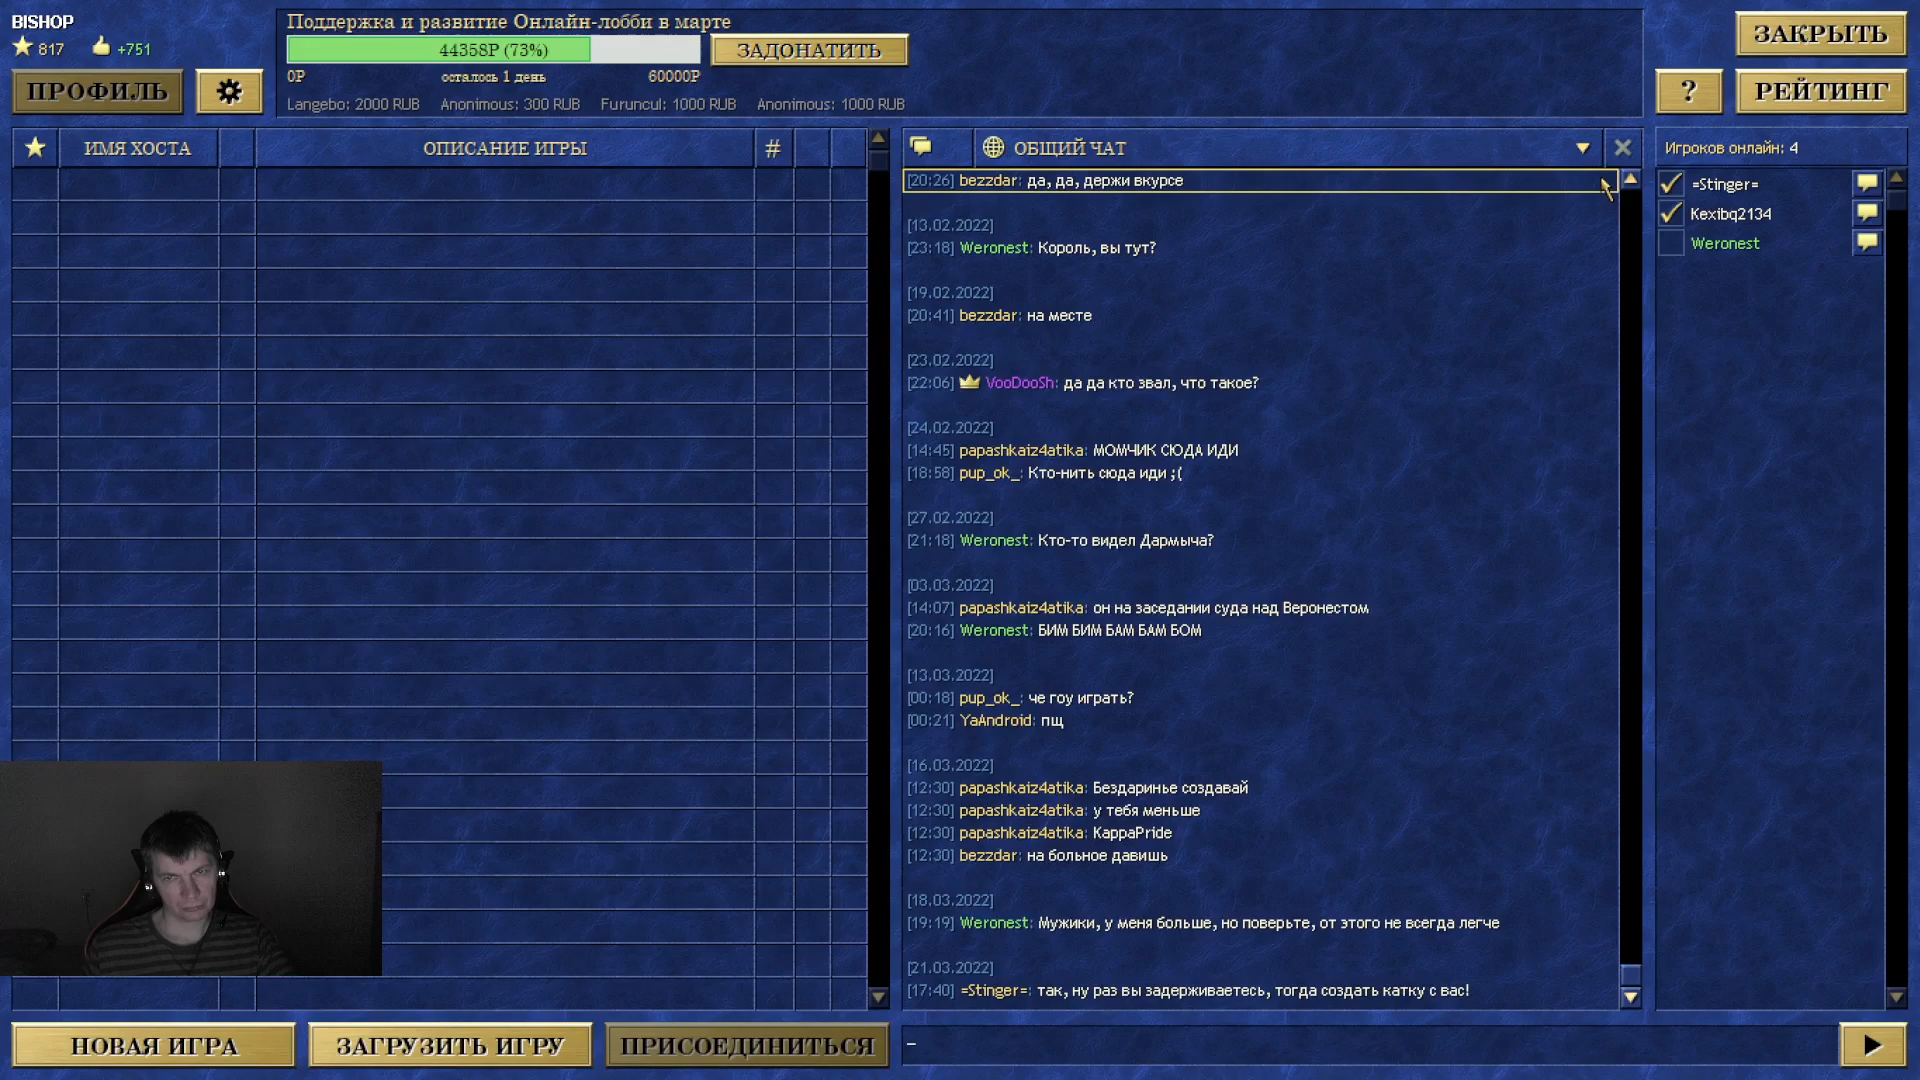 BISHOP
817 +751
ПРОФИЛЬ
Поддержка и развитие Онлайн-лобби в марте
44358Р (73%)
ЗАДОНАТИТЬ
0Р осталось 1 день 60000Р
Langebo: 2000 RUB Anonimous: 300 RUB Furuncul: 1000 RUB Anonimous: 1000 RUB
ЗАКРЫТЬ
? РЕЙТИНГ
ИМЯ ХОСТА ОПИСАНИЕ ИГРЫ #
ОБЩИЙ ЧАТ
Игроков онлайн: 4
=Stinger=
Kexibq2134
Weronest
[20:26] bezzdar: да, да, держи вкурсе
[13.02.2022]
[23:18] Weronest: Король, вы тут?
[19.02.2022]
[20:41] bezzdar: на месте
[23.02.2022]
[22:06] VooDooSh: да да кто звал, что такое?
[24.02.2022]
[14:45] papashkaiz4atika: МОМЧИК СЮДА ИДИ
[18:58] pup_ok_: Кто-нить сюда иди ;(
[27.02.2022]
[21:18] Weronest: Кто-то видел Дармыча?
[03.03.2022]
[14:07] papashkaiz4atika: он на заседании суда над Веронестом
[20:16] Weronest: БИМ БИМ БАМ БАМ БОМ
[13.03.2022]
[00:18] pup_ok_: че гоу играть?
[00:21] YaAndroid: пщ
[16.03.2022]
[12:30] papashkaiz4atika: Бездаринье создавай
[12:30] papashkaiz4atika: у тебя меньше
[12:30] papashkaiz4atika: KappaPride
[12:30] bezzdar: на больное давишь
[18.03.2022]
[19:19] Weronest: Мужики, у меня больше, но поверьте, от этого не всегда легче
[21.03.2022]
[17:40] =Stinger=: так, ну раз вы задерживаетесь, тогда создать катку с вас!
НОВАЯ ИГРА ЗАГРУЗИТЬ ИГРУ ПРИСОЕДИНИТЬСЯ